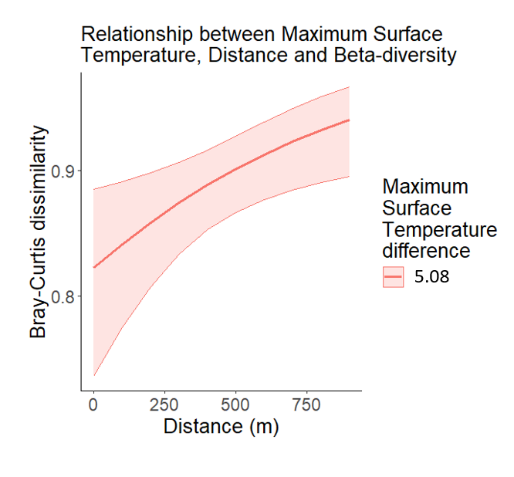 Relationship between Maximum Surface
Temperature, Distance and Beta-diversity
Bray-Curtis dissimilarity
0.9
0.8
0
250
500
750
Distance (m)
Maximum
Surface
Temperature
difference
5.08